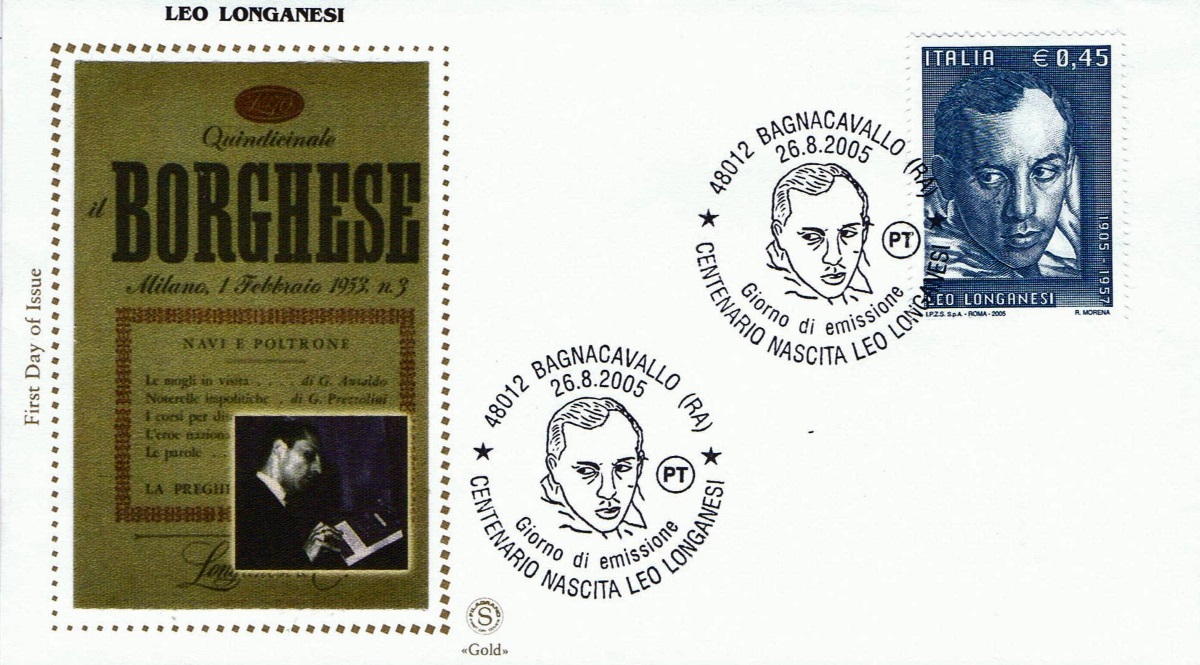 LEO LONGANESI
First Day of Issue
Quindicinale
il BORGHESE
Milano, 1 Febbraio 1953, n. 3
NAVI E POLTRONE
Le mogli in visita . . . . di G. Ansaldo
Noterelle impolitiche . di G. Prezzolini
I corsi per di
L'eroe naziona
Le parole . .
LA PREGHI
Longanesi
FILAGRANO
S
«Gold»
48012 BAGNACAVALLO (RA)
26.8.2005
PT
Giorno di emissione
CENTENARIO NASCITA LEO LONGANESI
48012 BAGNACAVALLO (RA)
26.8.2005
PT
Giorno di emissione
CENTENARIO NASCITA LEO LONGANESI
ITALIA € 0,45
1905 - 1957
LEO LONGANESI
I.P.Z.S. S.p.A. - ROMA - 2005 R. MORENA